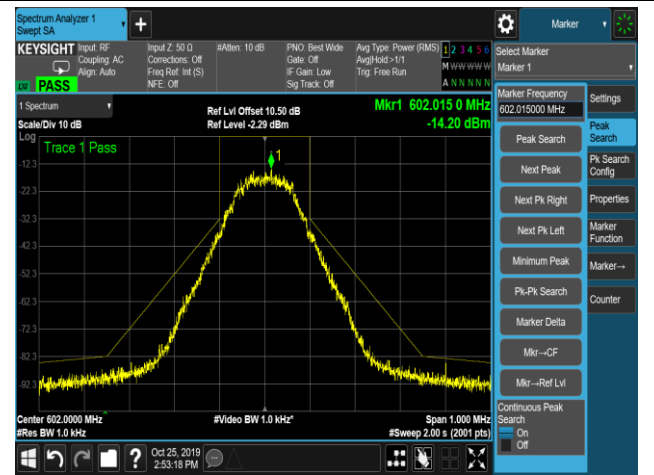 Spectrum Analyzer 1
Swept SA
Marker
KEYSIGHT
Input: RF
Coupling: AC
Align: Auto
Input Z: 50 Ω
Corrections: Off
Freq Ref: Int (S)
NFE: Off
#Atten: 10 dB
PNO: Best Wide
Gate: Off
IF Gain: Low
Sig Track: Off
Avg Type: Power (RMS)
Avg|Hold:>1/1
Trig: Free Run
1 2 3 4 5 6
M W W W W W
A N N N N N
PASS
Select Marker
Marker 1
1 Spectrum
Scale/Div 10 dB
Ref Lvl Offset 10.50 dB
Ref Level -2.29 dBm
Mkr1 602.015 0 MHz
-14.20 dBm
Log
Trace 1 Pass
1
-12.3
-22.3
-32.3
-42.3
-52.3
-62.3
-72.3
-82.3
-92.3
Center 602.0000 MHz
#Res BW 1.0 kHz
#Video BW 1.0 kHz*
Span 1.000 MHz
#Sweep 2.00 s (2001 pts)
Marker Frequency
602.015000 MHz
Peak Search
Next Peak
Next Pk Right
Next Pk Left
Minimum Peak
Pk-Pk Search
Marker Delta
Mkr→CF
Mkr→Ref Lvl
Continuous Peak
Search
On
Off
Settings
Peak
Search
Pk Search
Config
Properties
Marker
Function
Marker→
Counter
Oct 25, 2019
2:53:18 PM